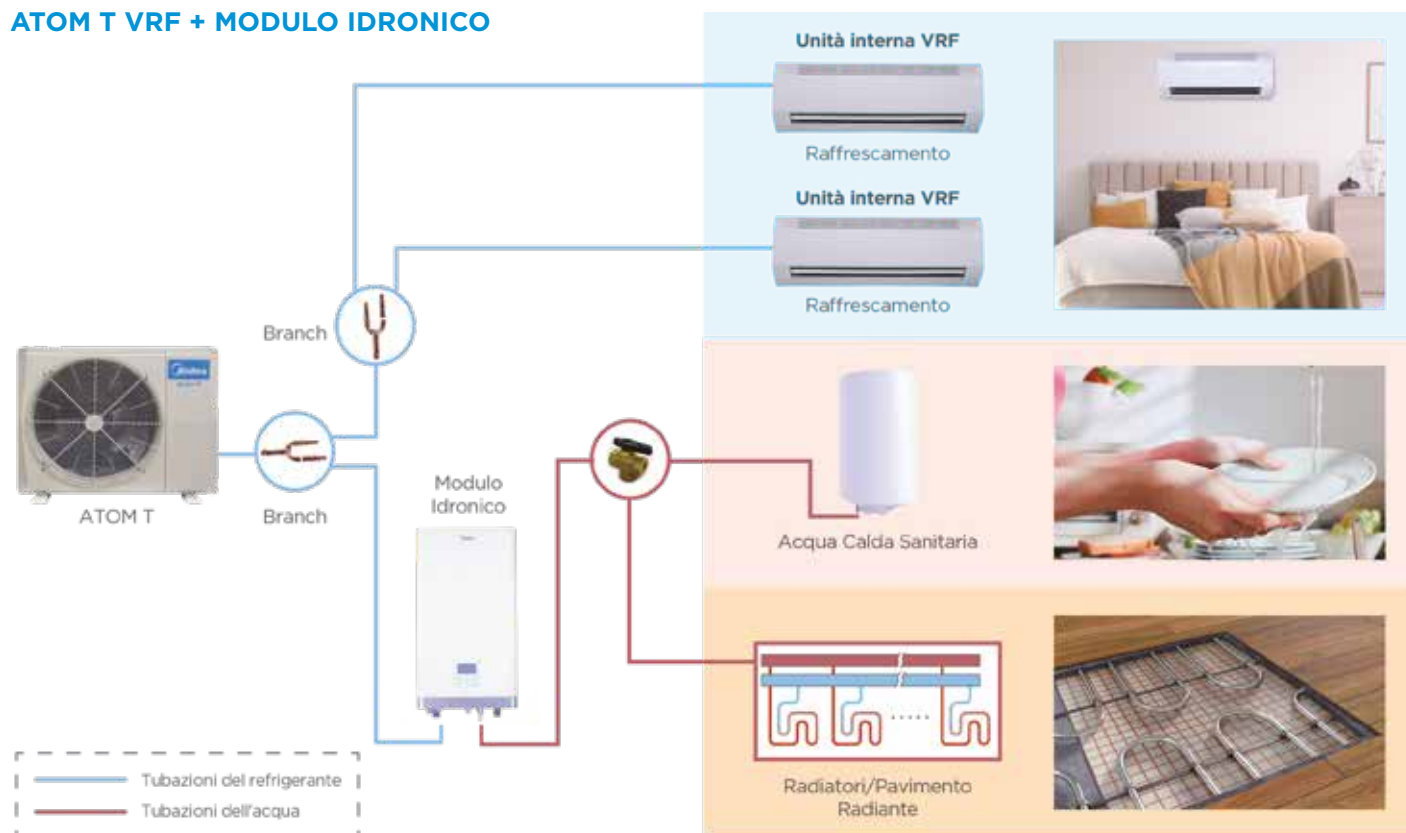 ATOM T VRF + MODULO IDRONICO
Unità interna VRF
Raffrescamento
Unità interna VRF
Raffrescamento
Branch
Midea
ATOM T
Branch
Modulo
Idronico
Acqua Calda Sanitaria
Radiatori/Pavimento
Radiante
Tubazioni del refrigerante
Tubazioni dell'acqua